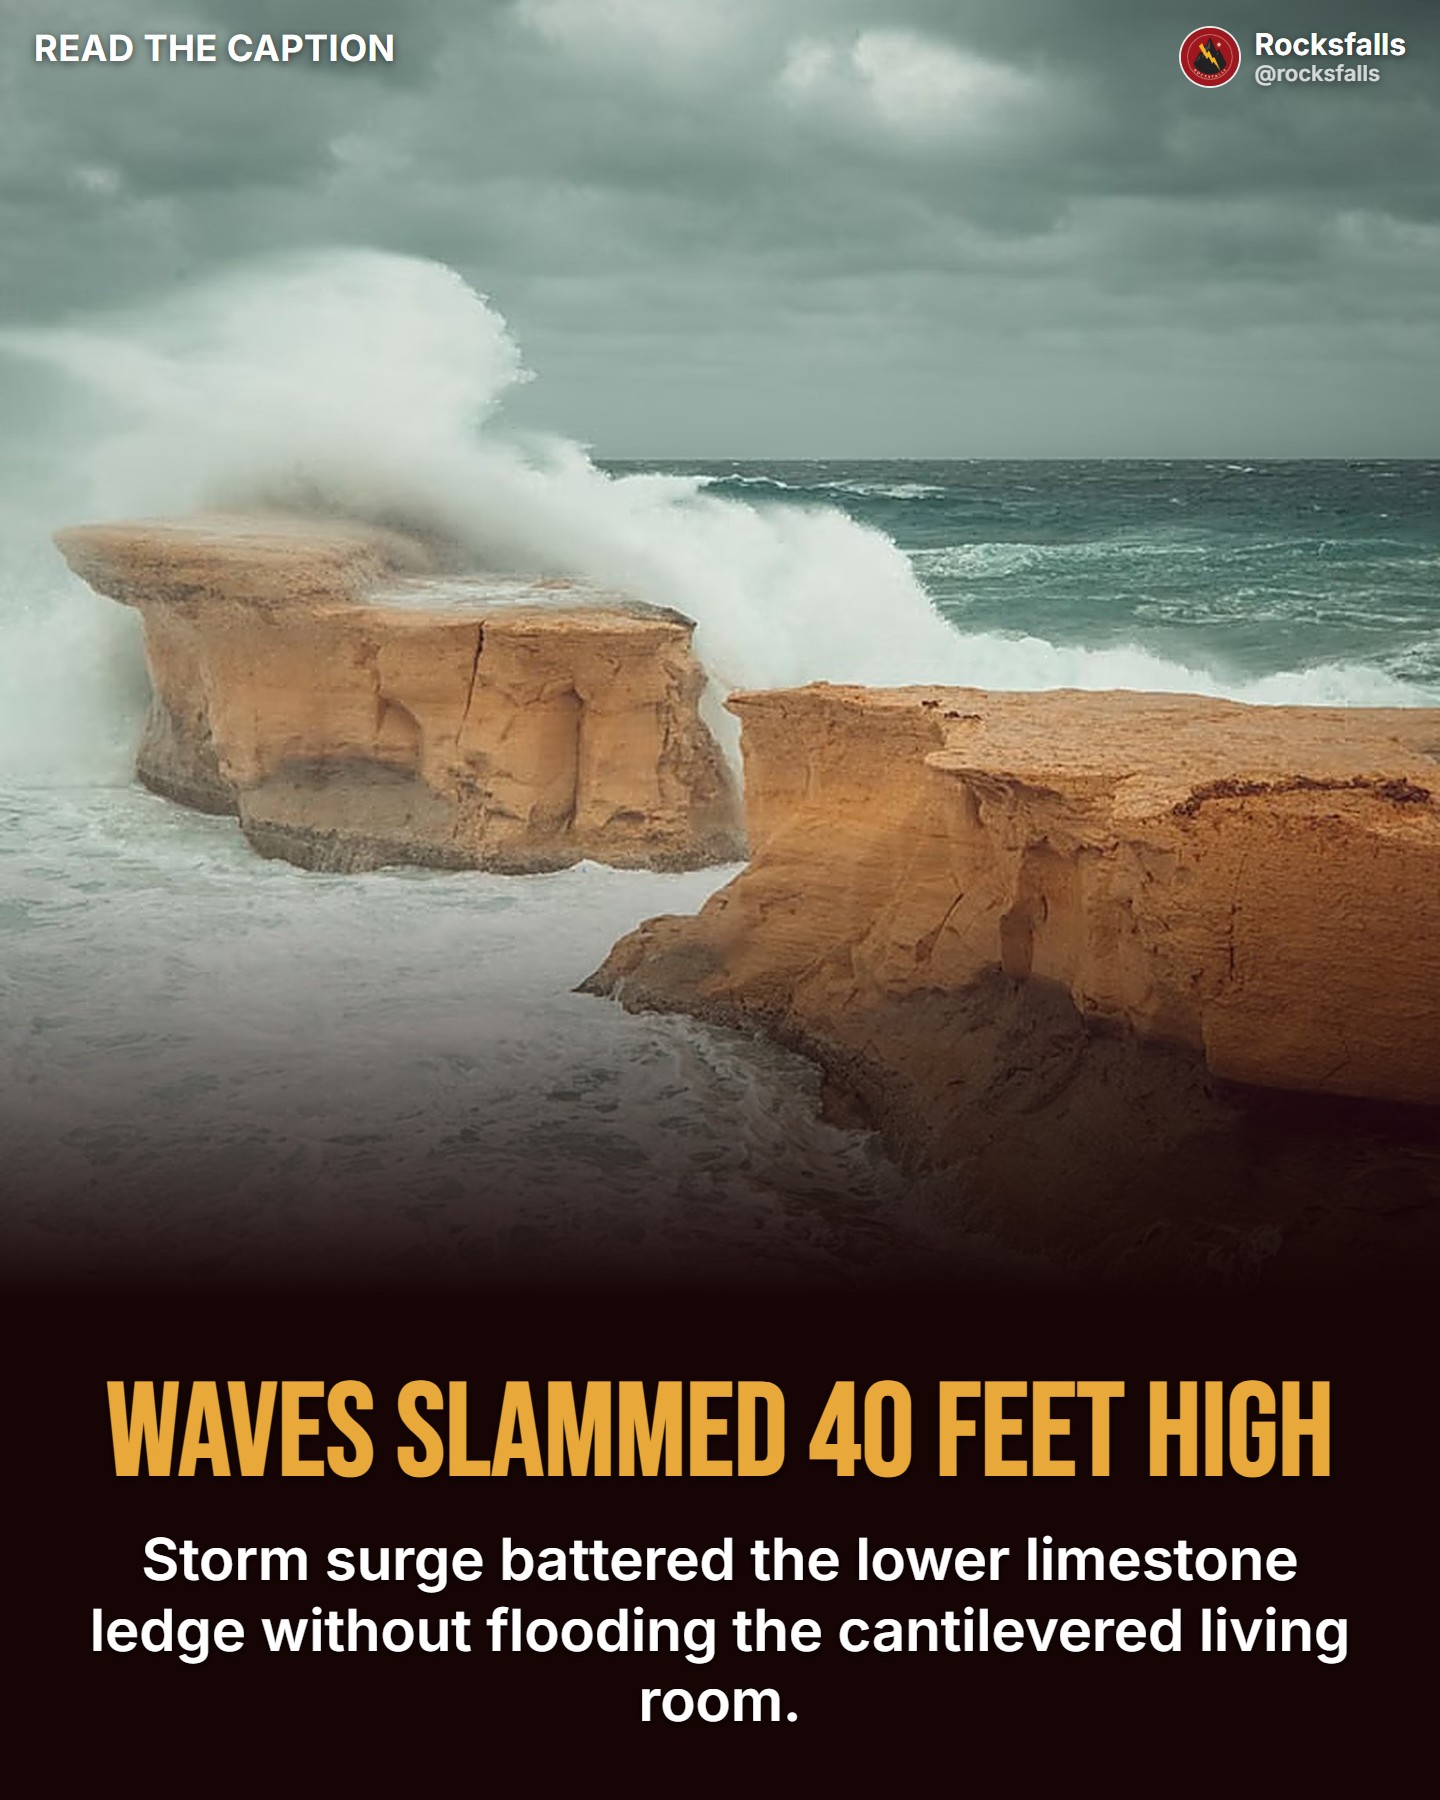 READ THE CAPTION
Rocksfalls
@rocksfalls
WAVES SLAMMED 40 FEET HIGH
Storm surge battered the lower limestone
ledge without flooding the cantilevered living
room.